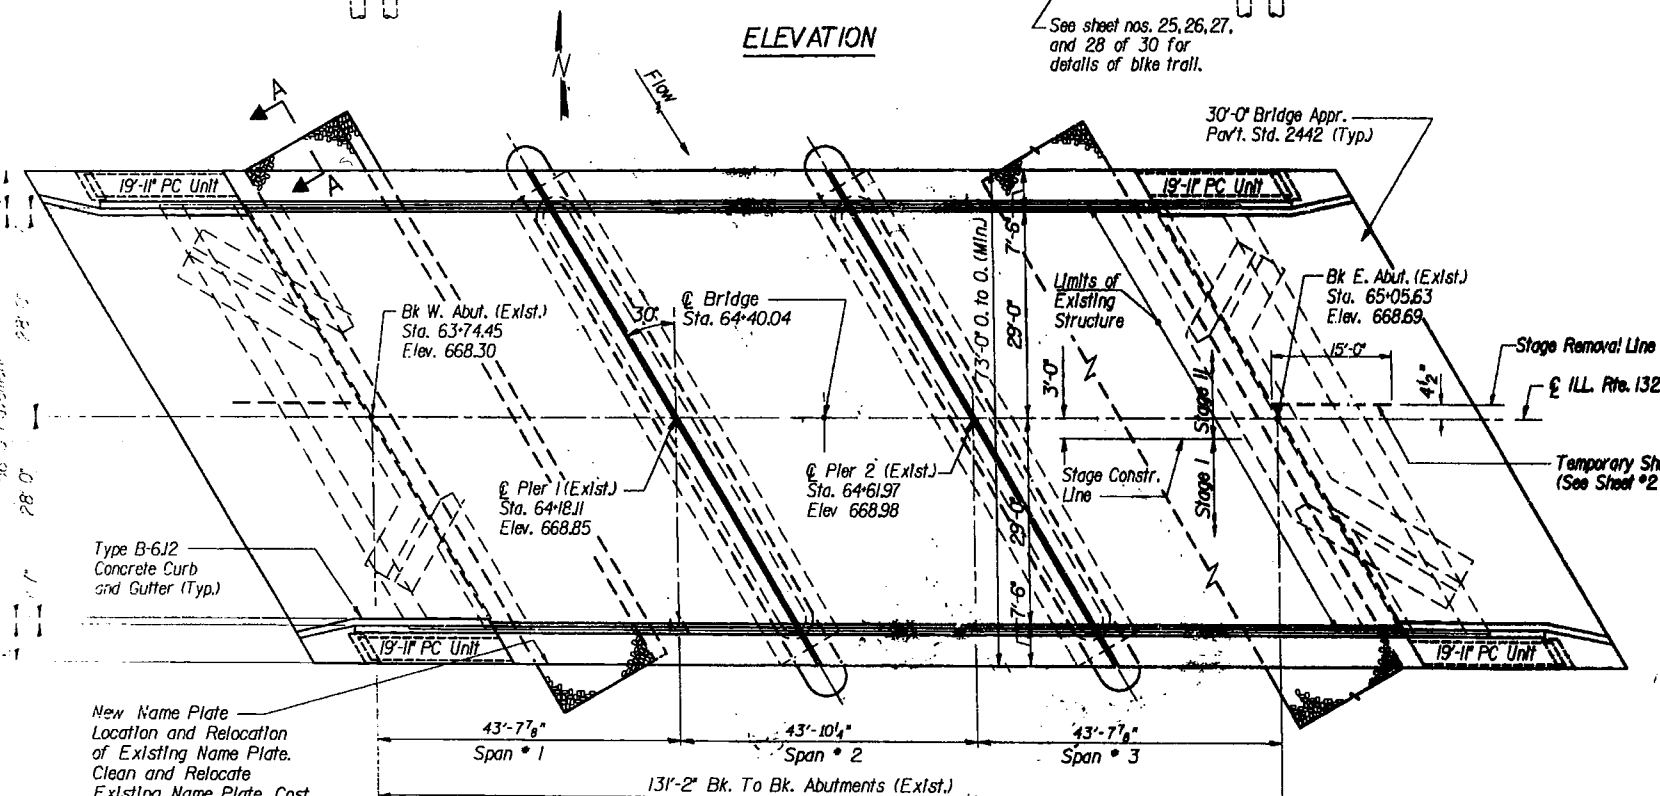 ELEVATION
See sheet nos. 25,26,27,
and 28 of 30 for
details of bike trail.
N
Flow
A
A
30'-0" Bridge Appr.
Pav't. Std. 2442 (Typ.)
19'-11" PC Unit
19'-11" PC Unit
7'-6"
73'-0" O. to O. (Min.)
29'-0"
Limits of
Existing
Structure
Bk E. Abut. (Exist.)
Sta. 65+05.63
Elev. 668.69
Bk W. Abut. (Exist.)
Sta. 63+74.45
Elev. 668.30
30°
℄ Bridge
Sta. 64+40.04
3'-0"
Stage II
15'-0"
4½"
Stage Removal Line
℄ ILL. Rte. 132
℄ Pier 1 (Exist.)
Sta. 64+18.11
Elev. 668.85
℄ Pier 2 (Exist.)
Sta. 64+61.97
Elev 668.98
Stage Constr.
Line
Stage I
Temporary Sh
(See Sheet #2
28'-0"
28'-0"
29'-0"
7'-6"
Type B-6.12
Concrete Curb
and Gutter (Typ.)
19'-11" PC Unit
19'-11" PC Unit
New Name Plate
Location and Relocation
of Existing Name Plate.
Clean and Relocate
Existing Name Plate. Cost
43'-7⅞"
Span # 1
43'-10¼"
Span # 2
43'-7⅞"
Span # 3
131'-2" Bk. To Bk. Abutments (Exist.)